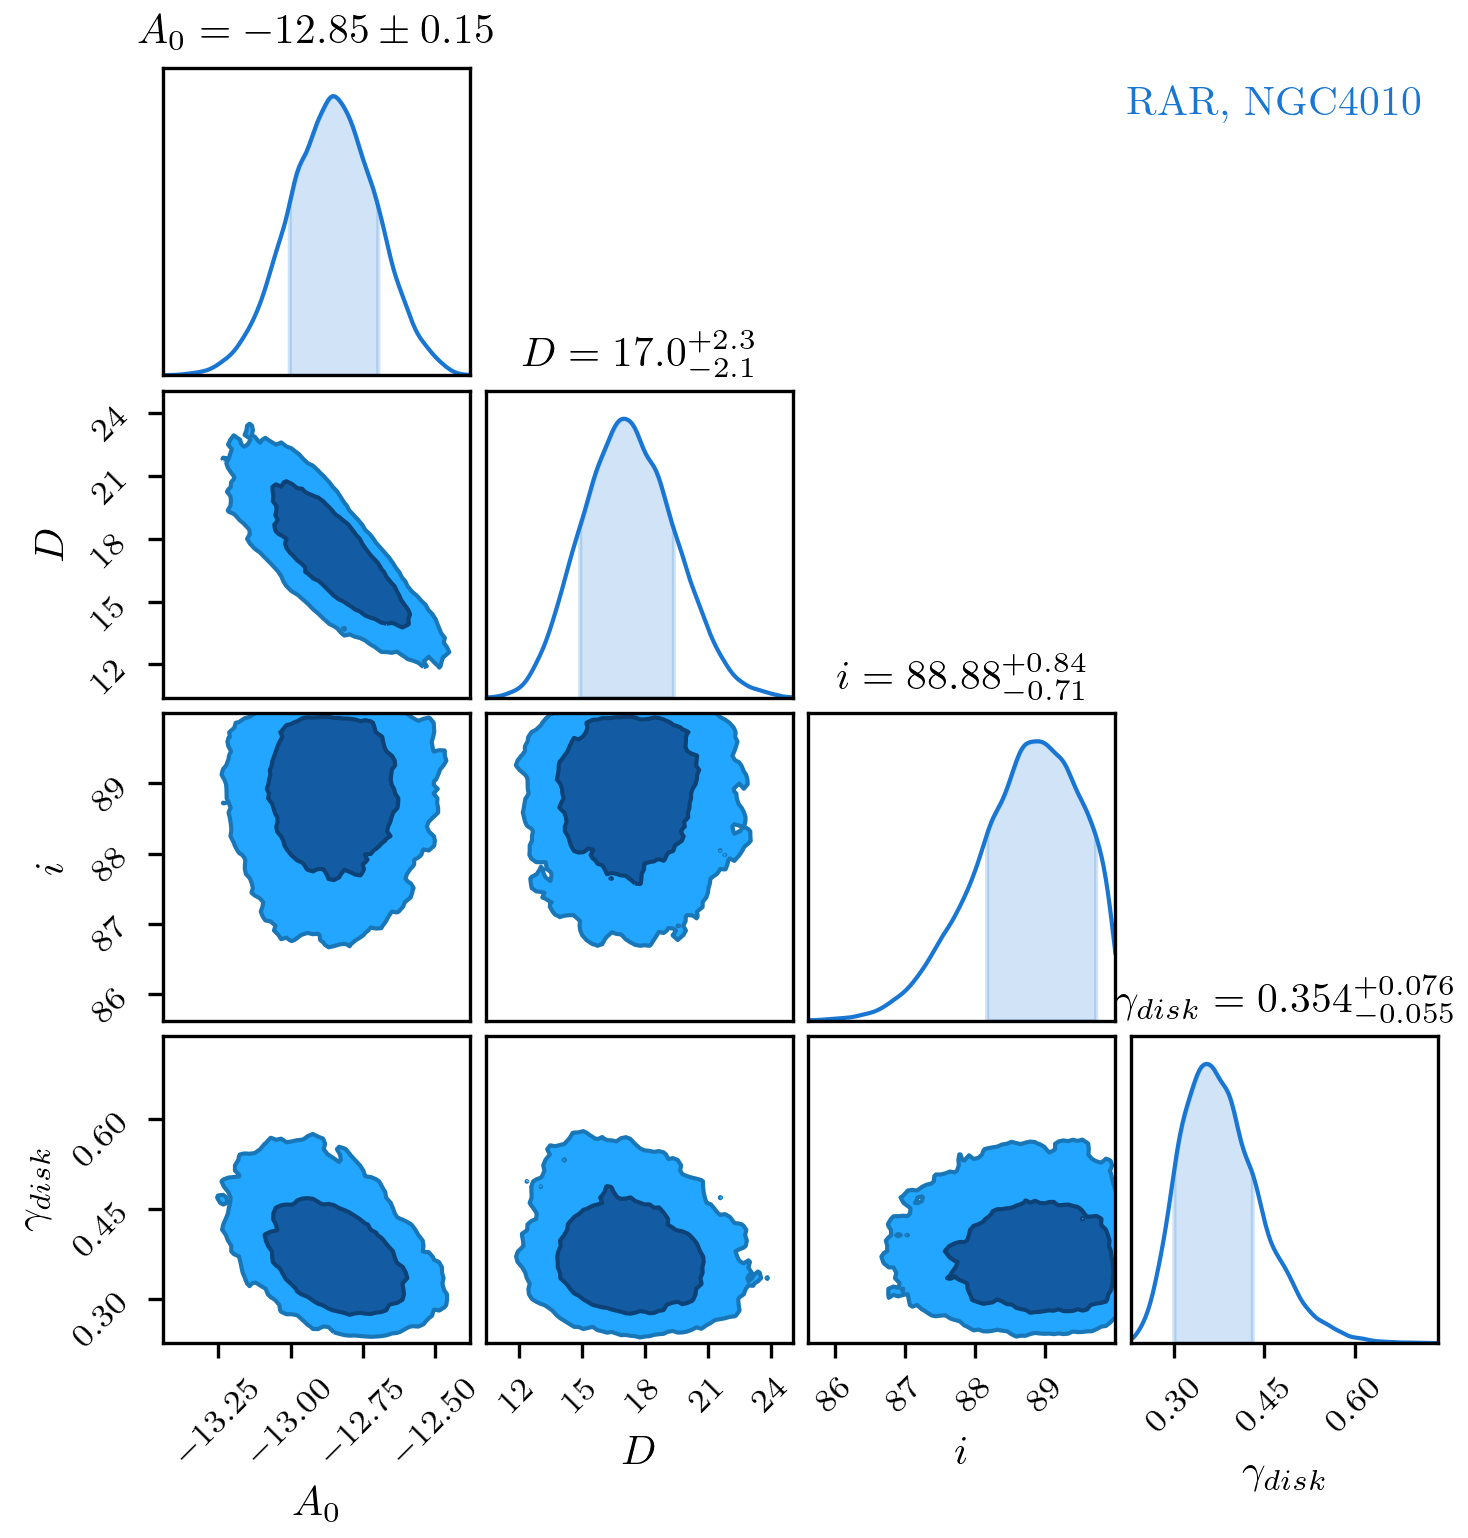 A₀ = −12.85 ± 0.15
RAR, NGC4010
D = 17.0⁺²·³₋₂.₁
24
21
18
15
12
D
i = 88.88⁺⁰·⁸⁴₋₀.₇₁
89
88
87
86
i
γ_disk = 0.354⁺⁰·⁰⁷⁶₋₀.₀₅₅
0.60
0.45
0.30
γ_disk
−13.25 −13.00 −12.75 −12.50
12 15 18 21 24
86 87 88 89
0.30 0.45 0.60
A₀
D
i
γ_disk